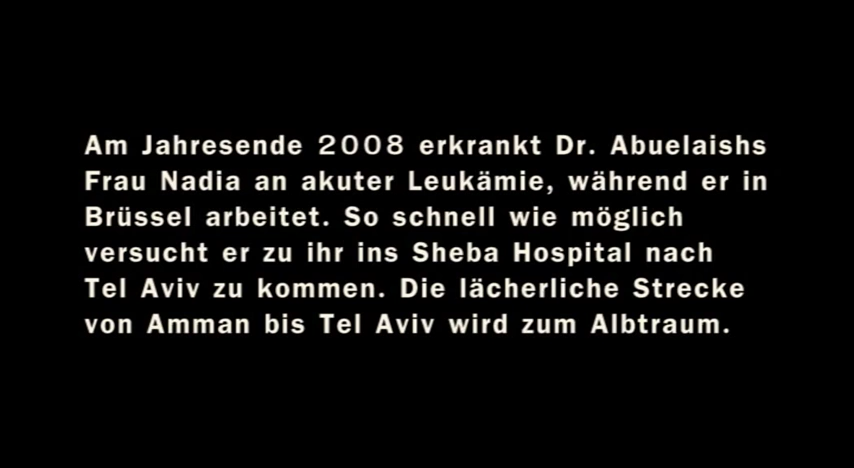 Am Jahresende 2008 erkrankt Dr. Abuelaishs
Frau Nadia an akuter Leukämie, während er in
Brüssel arbeitet. So schnell wie möglich
versucht er zu ihr ins Sheba Hospital nach
Tel Aviv zu kommen. Die lächerliche Strecke
von Amman bis Tel Aviv wird zum Albtraum.